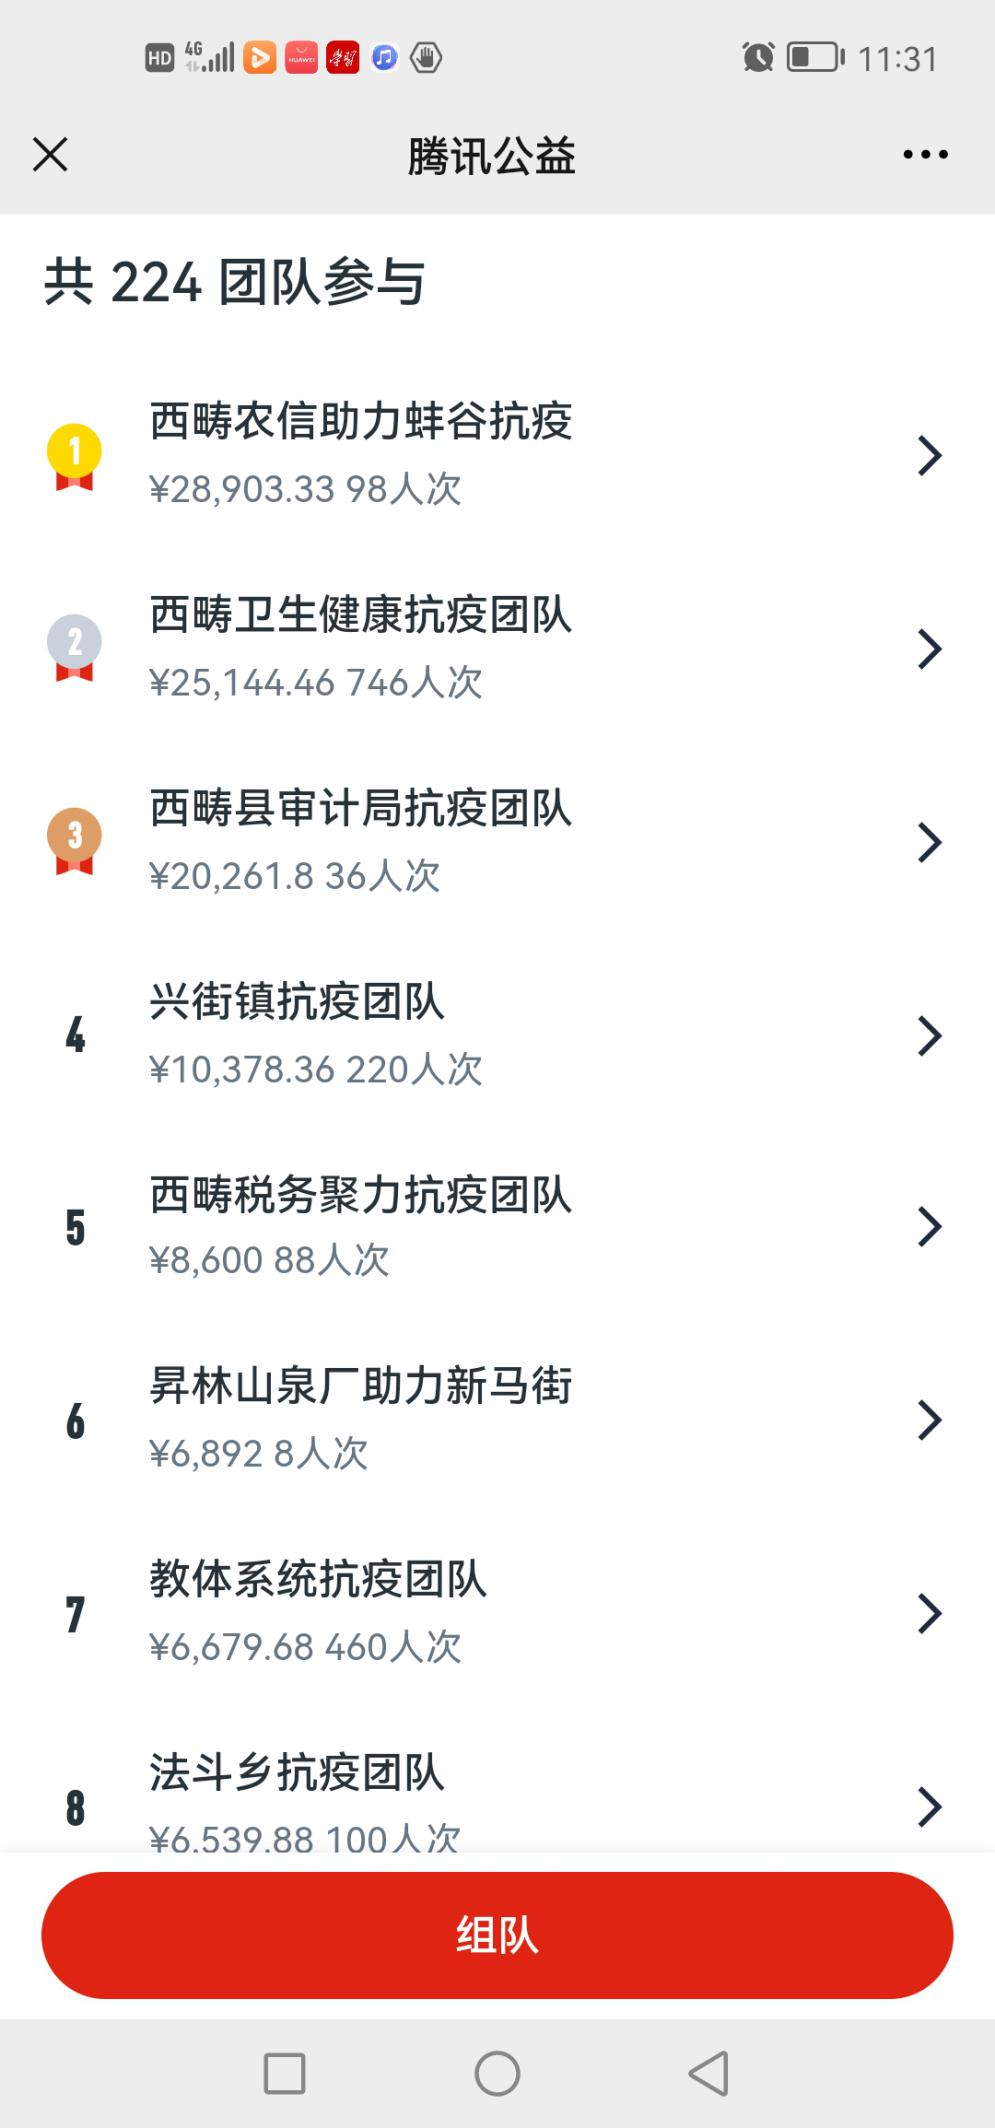 HD 4G HUAWEI 学习 11:31
腾讯公益
共 224 团队参与
1
西畴农信助力蚌谷抗疫
¥28,903.33 98人次
2
西畴卫生健康抗疫团队
¥25,144.46 746人次
3
西畴县审计局抗疫团队
¥20,261.8 36人次
4
兴街镇抗疫团队
¥10,378.36 220人次
5
西畴税务聚力抗疫团队
¥8,600 88人次
6
昇林山泉厂助力新马街
¥6,892 8人次
7
教体系统抗疫团队
¥6,679.68 460人次
8
法斗乡抗疫团队
¥6,539.88 100人次
组队